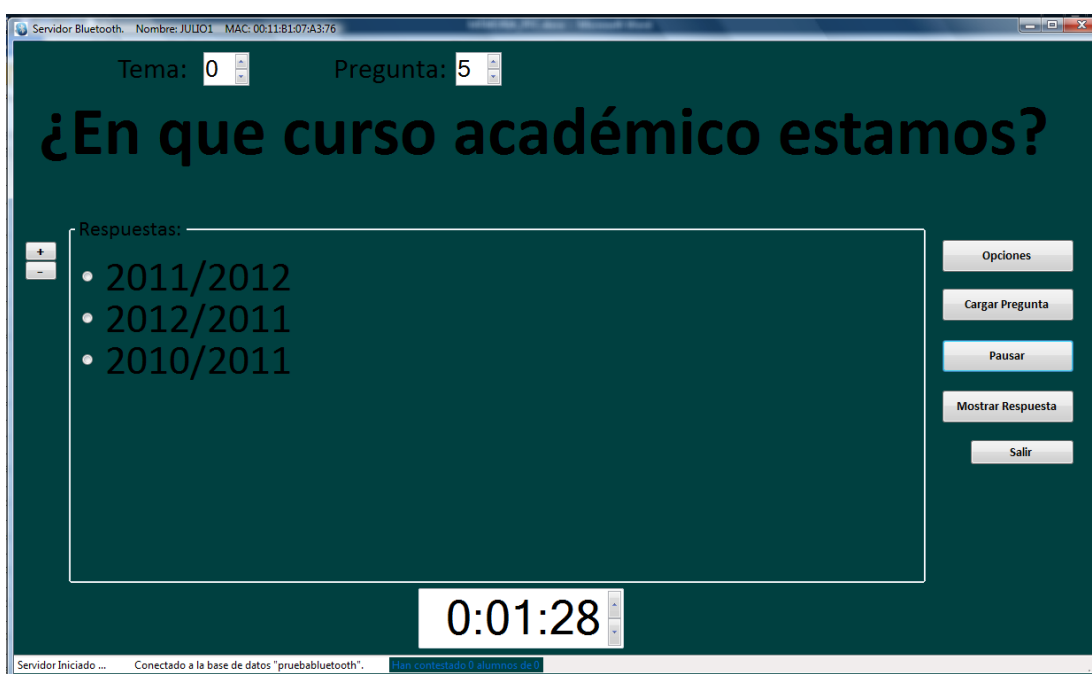 Servidor Bluetooth. Nombre: JULIO1 MAC: 00:11:B1:07:A3:76
Tema: 0 Pregunta: 5
¿En que curso académico estamos?
Respuestas:
+
-
2011/2012
2012/2011
2010/2011
Opciones
Cargar Pregunta
Pausar
Mostrar Respuesta
Salir
0:01:28
Servidor Iniciado ... Conectado a la base de datos "pruebabluetooth". Han contestado 0 alumnos de 0